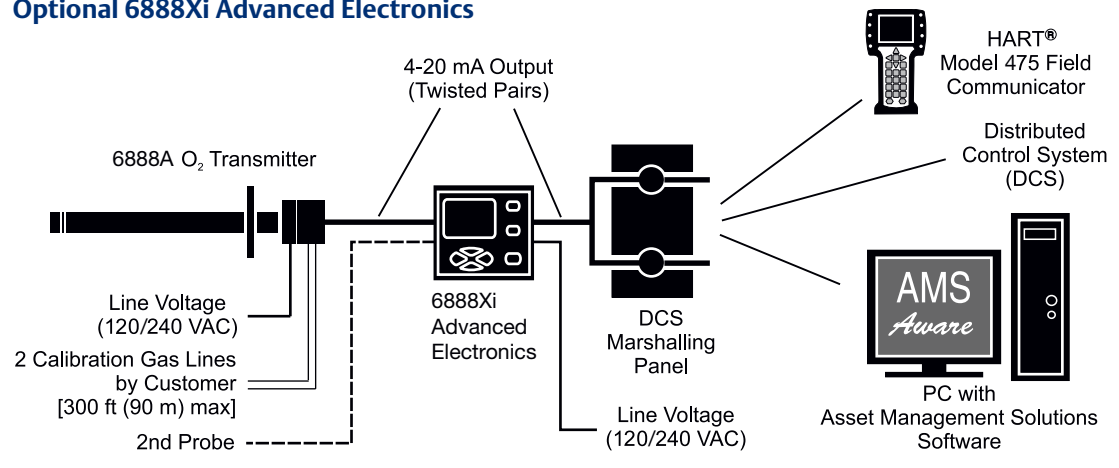 Optional 6888Xi Advanced Electronics
4-20 mA Output
(Twisted Pairs)
HART®
Model 475 Field
Communicator
Distributed
Control System
(DCS)
6888A O₂ Transmitter
Line Voltage
(120/240 VAC)
2 Calibration Gas Lines
by Customer
[300 ft (90 m) max]
2nd Probe
6888Xi
Advanced
Electronics
DCS
Marshalling
Panel
Line Voltage
(120/240 VAC)
AMS
Aware
PC with
Asset Management Solutions
Software